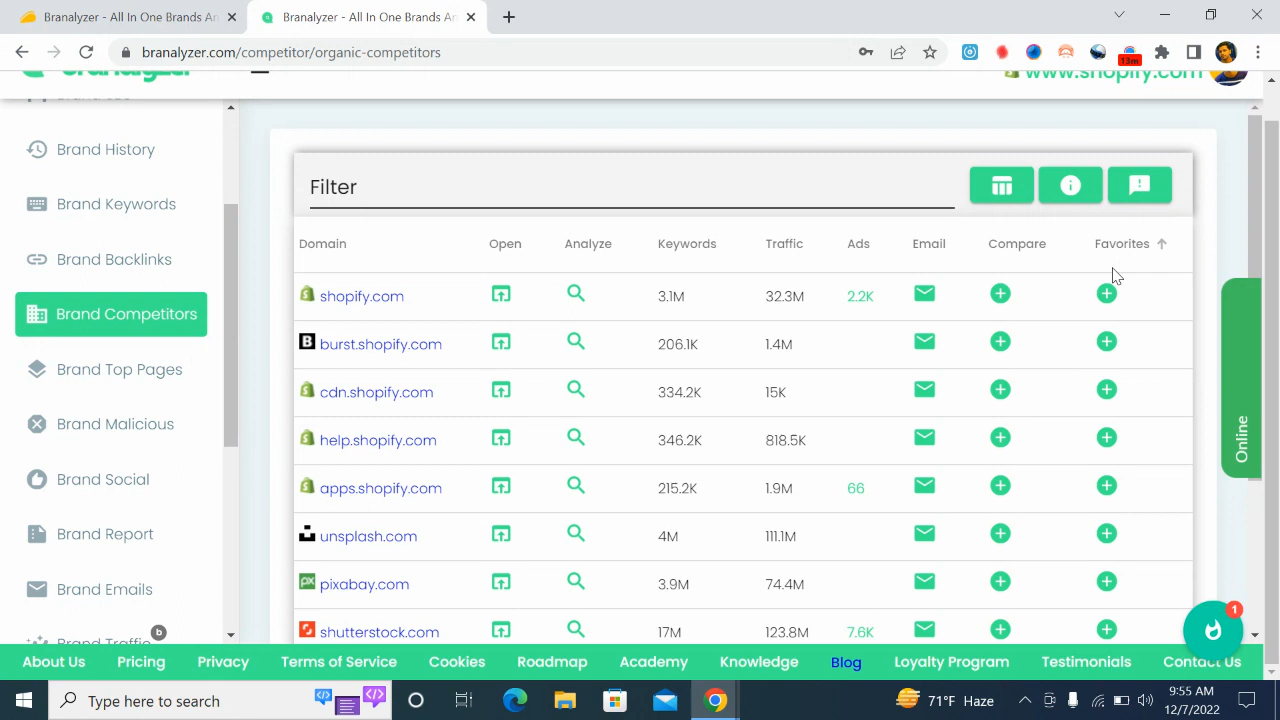 Branalyzer - All In One Brands An
Branalyzer - All In One Brands An
branalyzer.com/competitor/organic-competitors
13m
www.shopify.com
Brand History
Brand Keywords
Brand Backlinks
Brand Competitors
Brand Top Pages
Brand Malicious
Brand Social
Brand Report
Brand Emails
Brand Traffic
b
Filter
Domain Open Analyze Keywords Traffic Ads Email Compare Favorites
shopify.com 3.1M 32.3M 2.2K
burst.shopify.com 206.1K 1.4M
cdn.shopify.com 334.2K 15K
help.shopify.com 346.2K 818.5K
apps.shopify.com 215.2K 1.9M 66
unsplash.com 4M 111.1M
pixabay.com 3.9M 74.4M
shutterstock.com 17M 123.8M 7.6K
Online
1
About Us Pricing Privacy Terms of Service Cookies Roadmap Academy Knowledge Blog Loyalty Program Testimonials Contact Us
Type here to search
71°F Haze
9:55 AM
12/7/2022